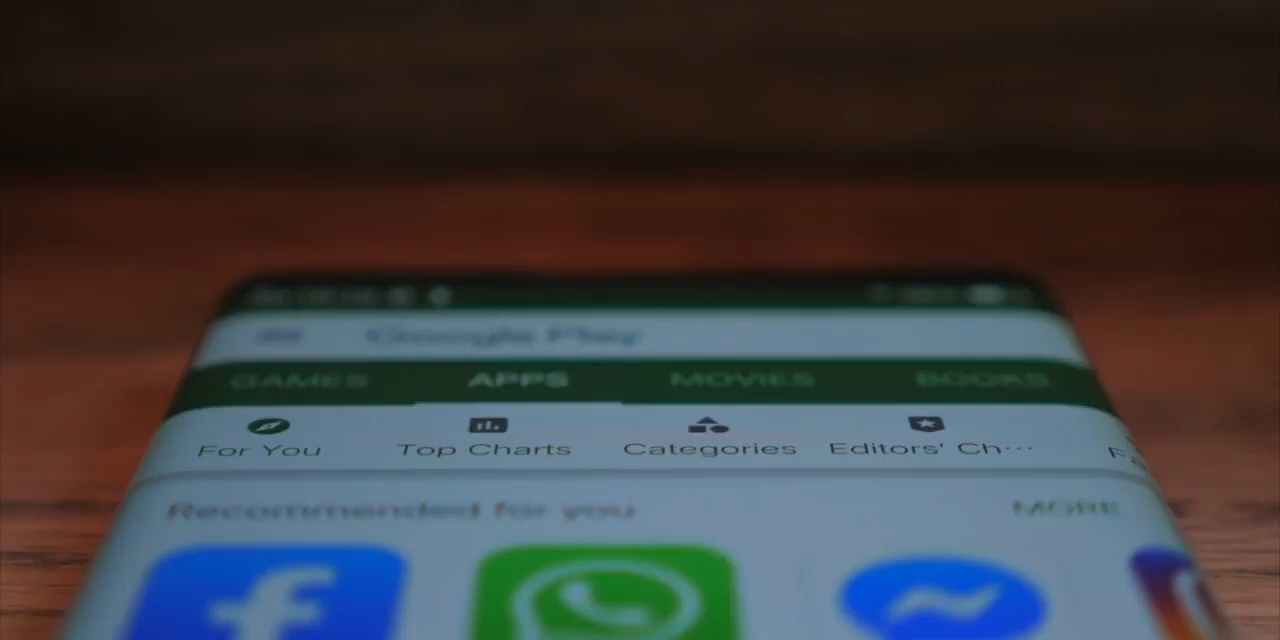 Google Play
GAMES APPS MOVIES BOOKS
For You Top Charts Categories Editors' Ch···
Recommended for you MORE